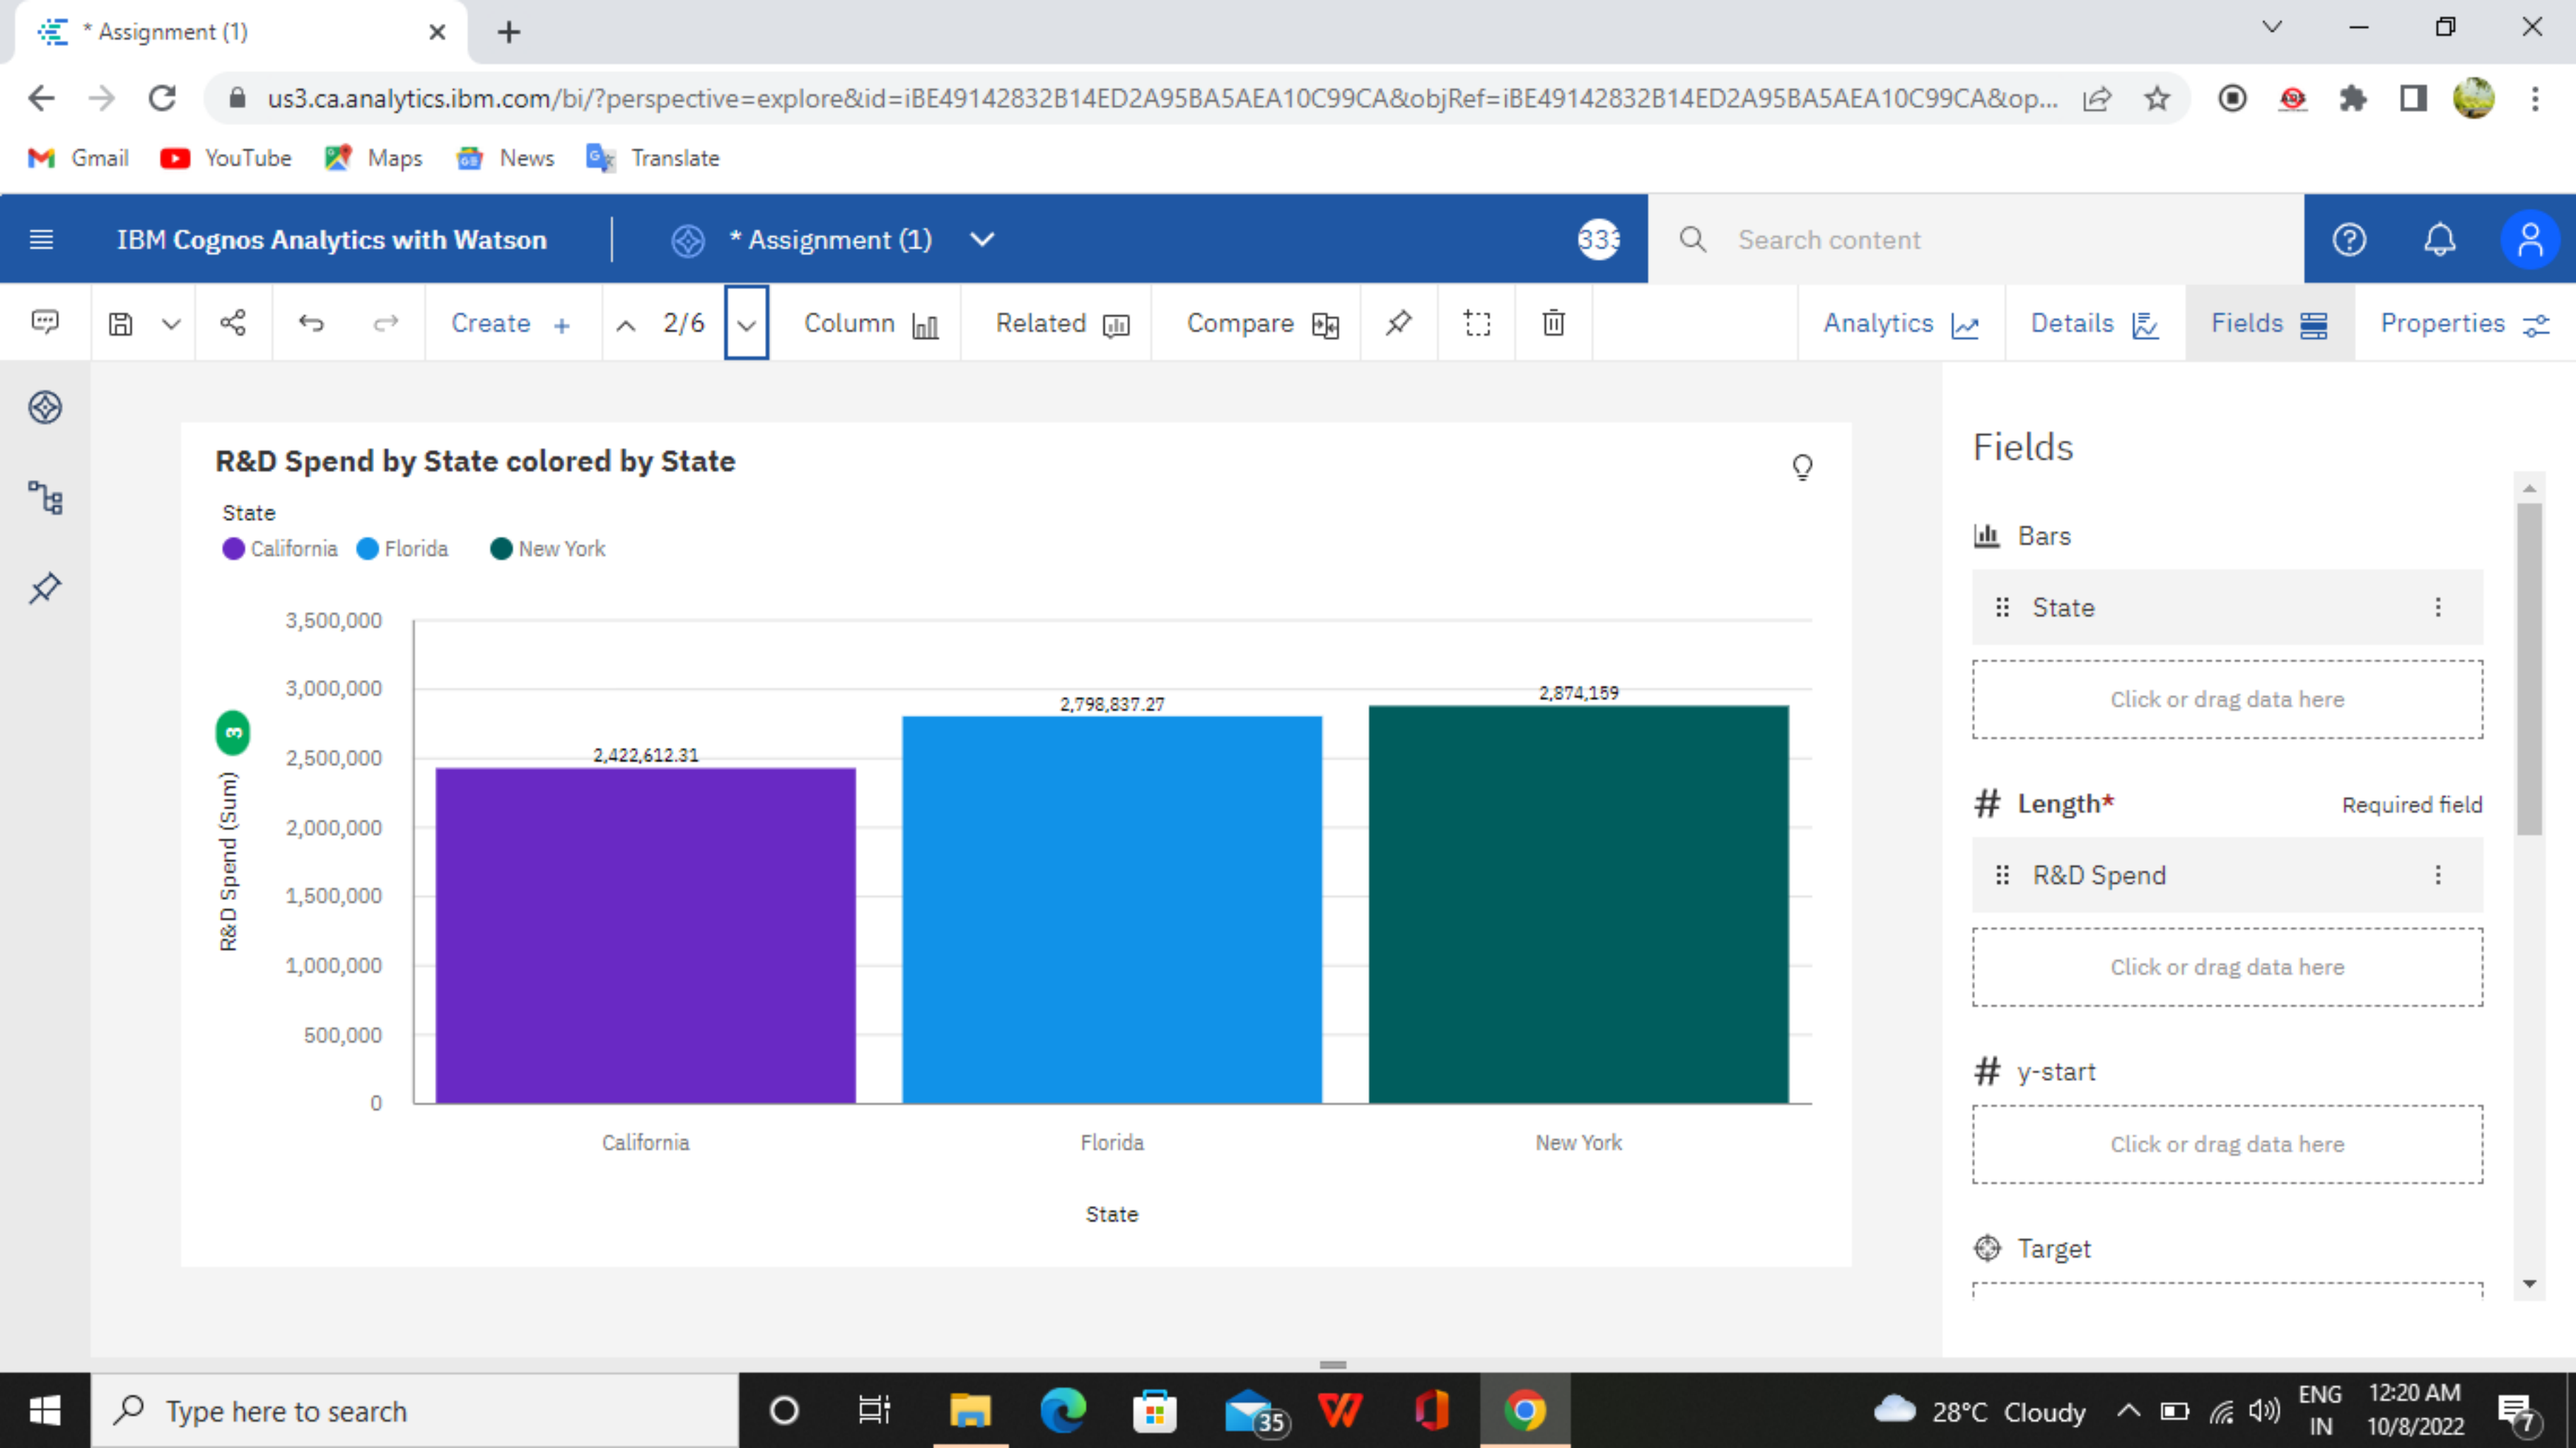 * Assignment (1)
us3.ca.analytics.ibm.com/bi/?perspective=explore&id=iBE49142832B14ED2A95BA5AEA10C99CA&objRef=iBE49142832B14ED2A95BA5AEA10C99CA&op...
Gmail YouTube Maps News Translate
IBM Cognos Analytics with Watson * Assignment (1) Search content
Create + 2/6 Column Related Compare Analytics Details Fields Properties
R&D Spend by State colored by State
State
California Florida New York
3,500,000
3,000,000
2,500,000
2,000,000
1,500,000
1,000,000
500,000
0
R&D Spend (Sum) 3
2,422,612.31
2,798,837.27
2,874,159
California Florida New York
State
Fields
Bars
State
Click or drag data here
Length* Required field
R&D Spend
Click or drag data here
y-start
Click or drag data here
Target
Type here to search
35
28°C Cloudy
ENG
IN
12:20 AM
10/8/2022
7